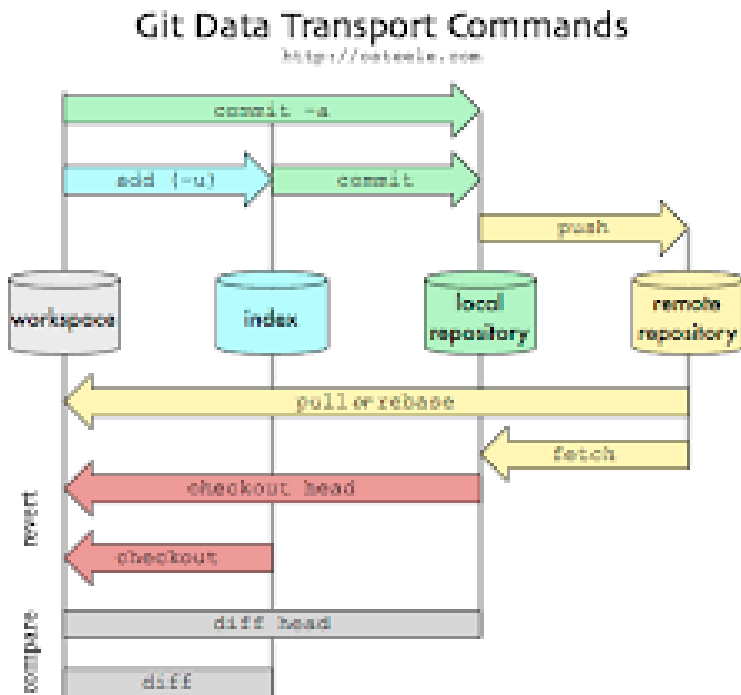 Git Data Transport Commands
http://osteele.com
commit -a
add (-u)
commit
push
workspace
index
local
repository
remote
repository
pull or rebase
fetch
revert
checkout head
checkout
compare
diff head
diff